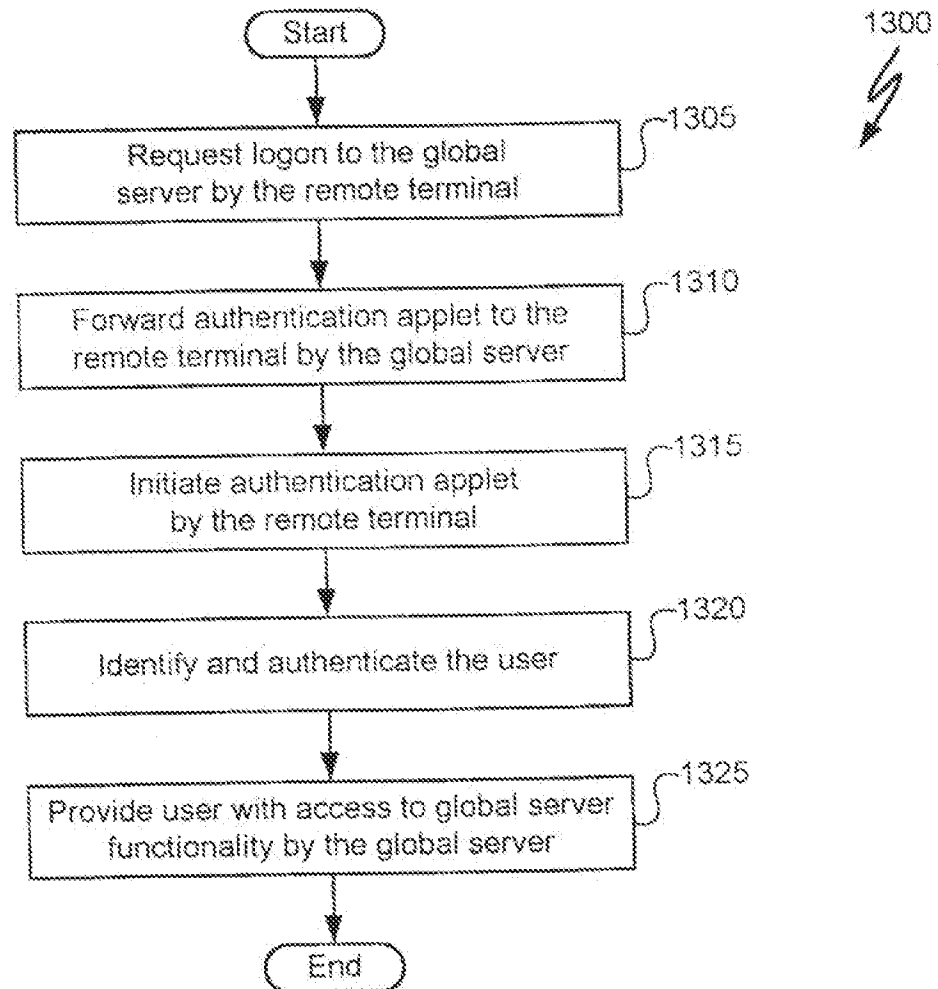 Start
1300
1305
Request logon to the global
server by the remote terminal
1310
Forward authentication applet to the
remote terminal by the global server
1315
Initiate authentication applet
by the remote terminal
1320
Identify and authenticate the user
1325
Provide user with access to global server
functionality by the global server
End